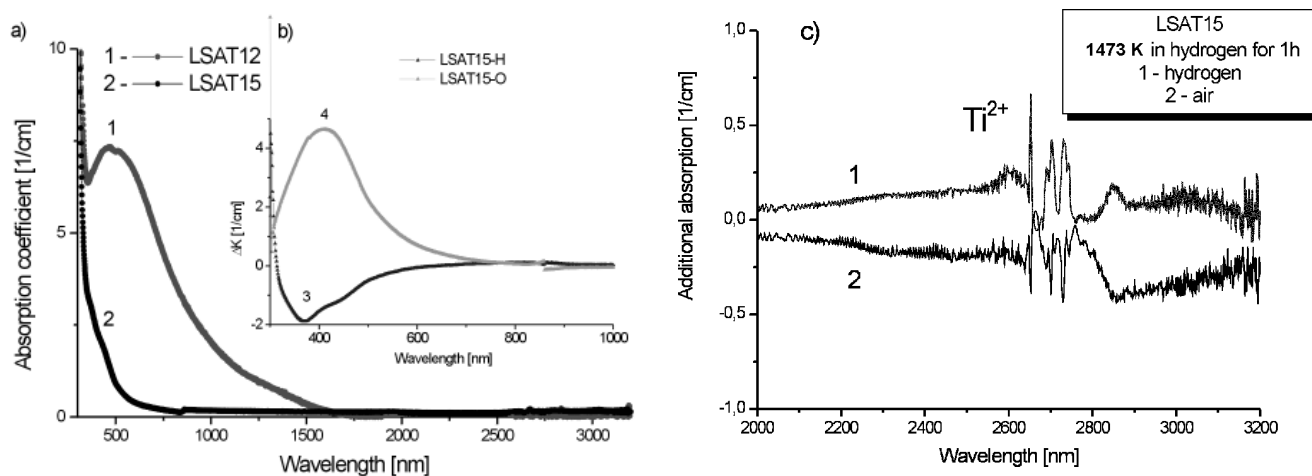 a)
Absorption coefficient [1/cm]
10
5
0
1 - LSAT12
2 - LSAT15
1
2
500 1000 1500 2000 2500 3000
Wavelength [nm]
b)
LSAT15-H
LSAT15-O
ΔK [1/cm]
4
2
0
-2
4
3
400 600 800 1000
Wavelength [nm]
c)
Additional absorption [1/cm]
1,0
0,5
0,0
-0,5
-1,0
LSAT15
1473 K in hydrogen for 1h
1 - hydrogen
2 - air
Ti²⁺
1
2
2000 2200 2400 2600 2800 3000 3200
Wavelength [nm]